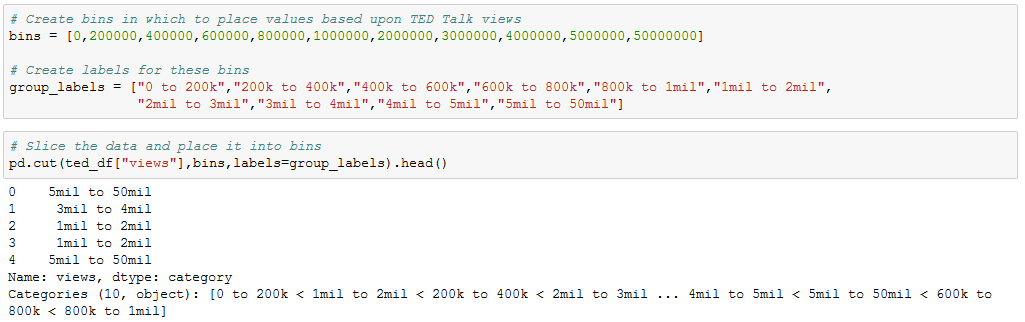 # Create bins in which to place values based upon TED Talk views
bins = [0,200000,400000,600000,800000,1000000,2000000,3000000,4000000,5000000,50000000]
# Create labels for these bins
group_labels = ["0 to 200k","200k to 400k","400k to 600k","600k to 800k","800k to 1mil","1mil to 2mil",
"2mil to 3mil","3mil to 4mil","4mil to 5mil","5mil to 50mil"]
# Slice the data and place it into bins
pd.cut(ted_df["views"],bins,labels=group_labels).head()
0    5mil to 50mil
1     3mil to 4mil
2     1mil to 2mil
3     1mil to 2mil
4    5mil to 50mil
Name: views, dtype: category
Categories (10, object): [0 to 200k < 1mil to 2mil < 200k to 400k < 2mil to 3mil ... 4mil to 5mil < 5mil to 50mil < 600k to
800k < 800k to 1mil]